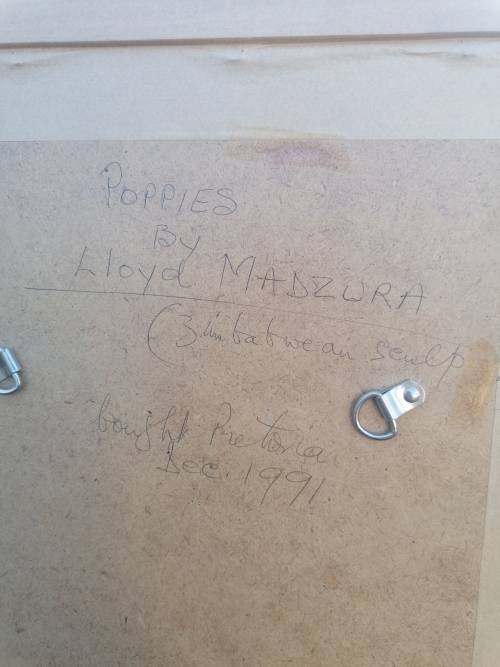 POPPIES
By
Lloyd MADZURA
(Zimbabwean sculp
bought Pretoria
Dec. 1991.